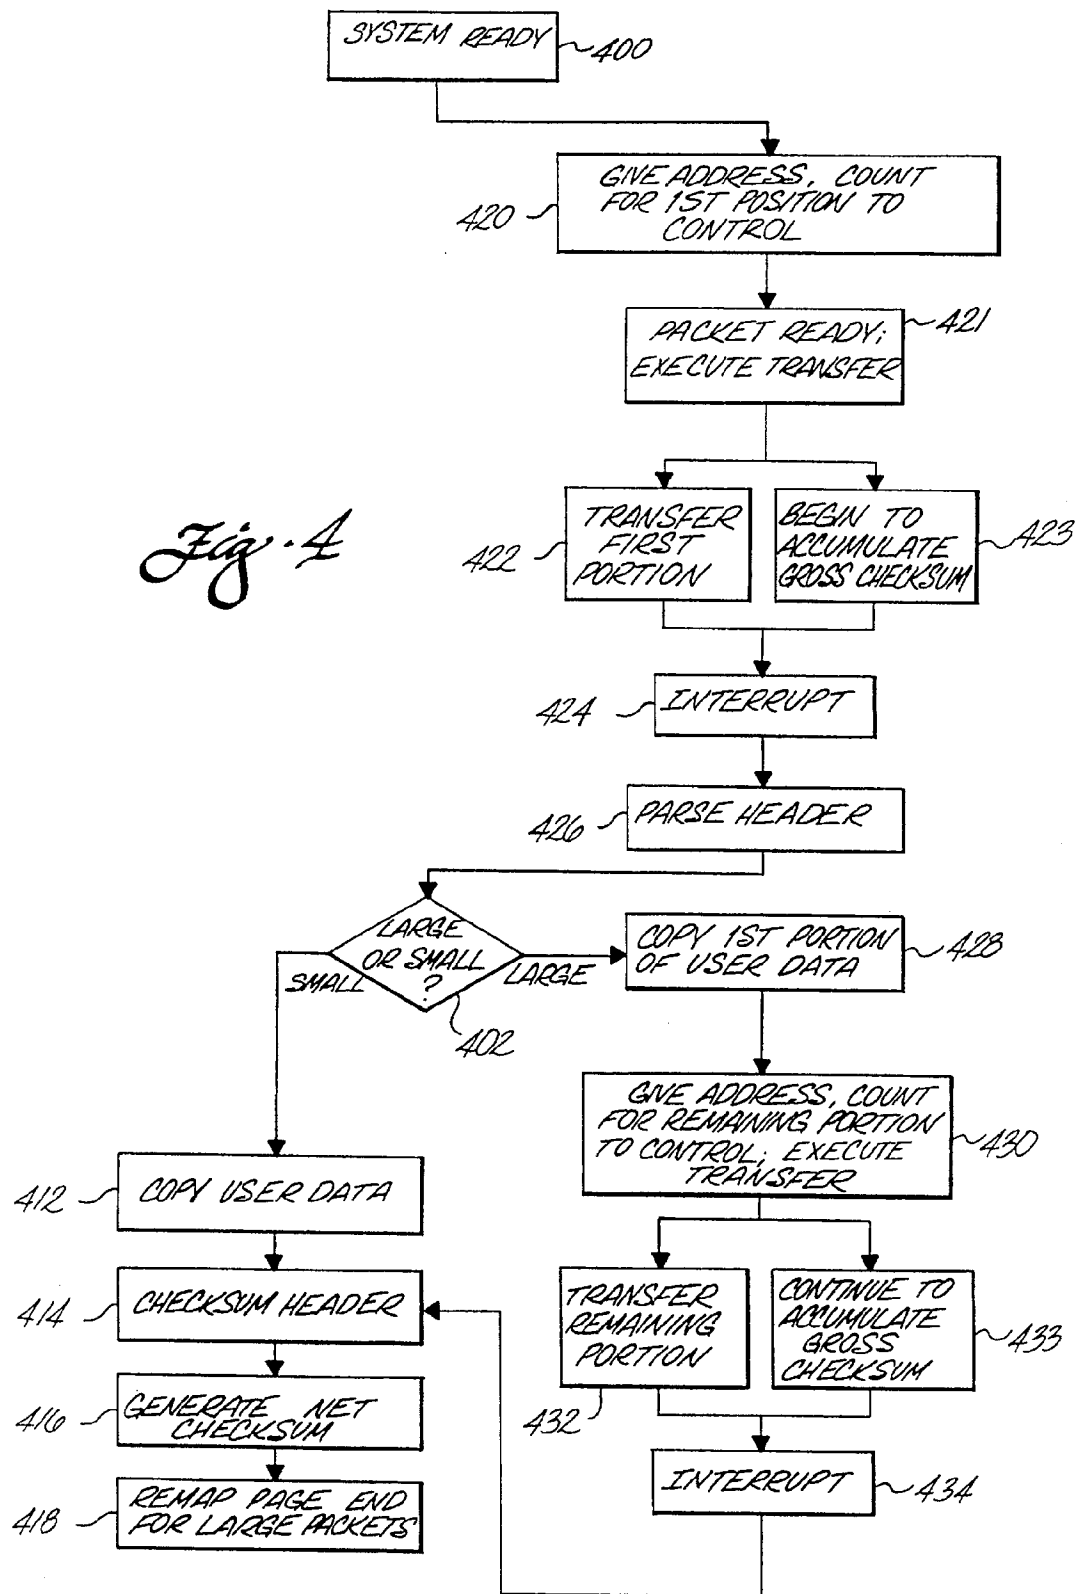 SYSTEM READY
400
GIVE ADDRESS, COUNT
FOR 1ST POSITION TO
CONTROL
420
PACKET READY;
EXECUTE TRANSFER
421
Fig. 4
TRANSFER
FIRST
PORTION
422
BEGIN TO
ACCUMULATE
GROSS CHECKSUM
423
INTERRUPT
424
PARSE HEADER
426
LARGE
OR SMALL
?
402
SMALL
LARGE
COPY 1ST PORTION
OF USER DATA
428
GIVE ADDRESS, COUNT
FOR REMAINING PORTION
TO CONTROL; EXECUTE
TRANSFER
430
COPY USER DATA
412
CHECKSUM HEADER
414
TRANSFER
REMAINING
PORTION
432
CONTINUE TO
ACCUMULATE
GROSS
CHECKSUM
433
GENERATE NET
CHECKSUM
416
INTERRUPT
434
REMAP PAGE END
FOR LARGE PACKETS
418